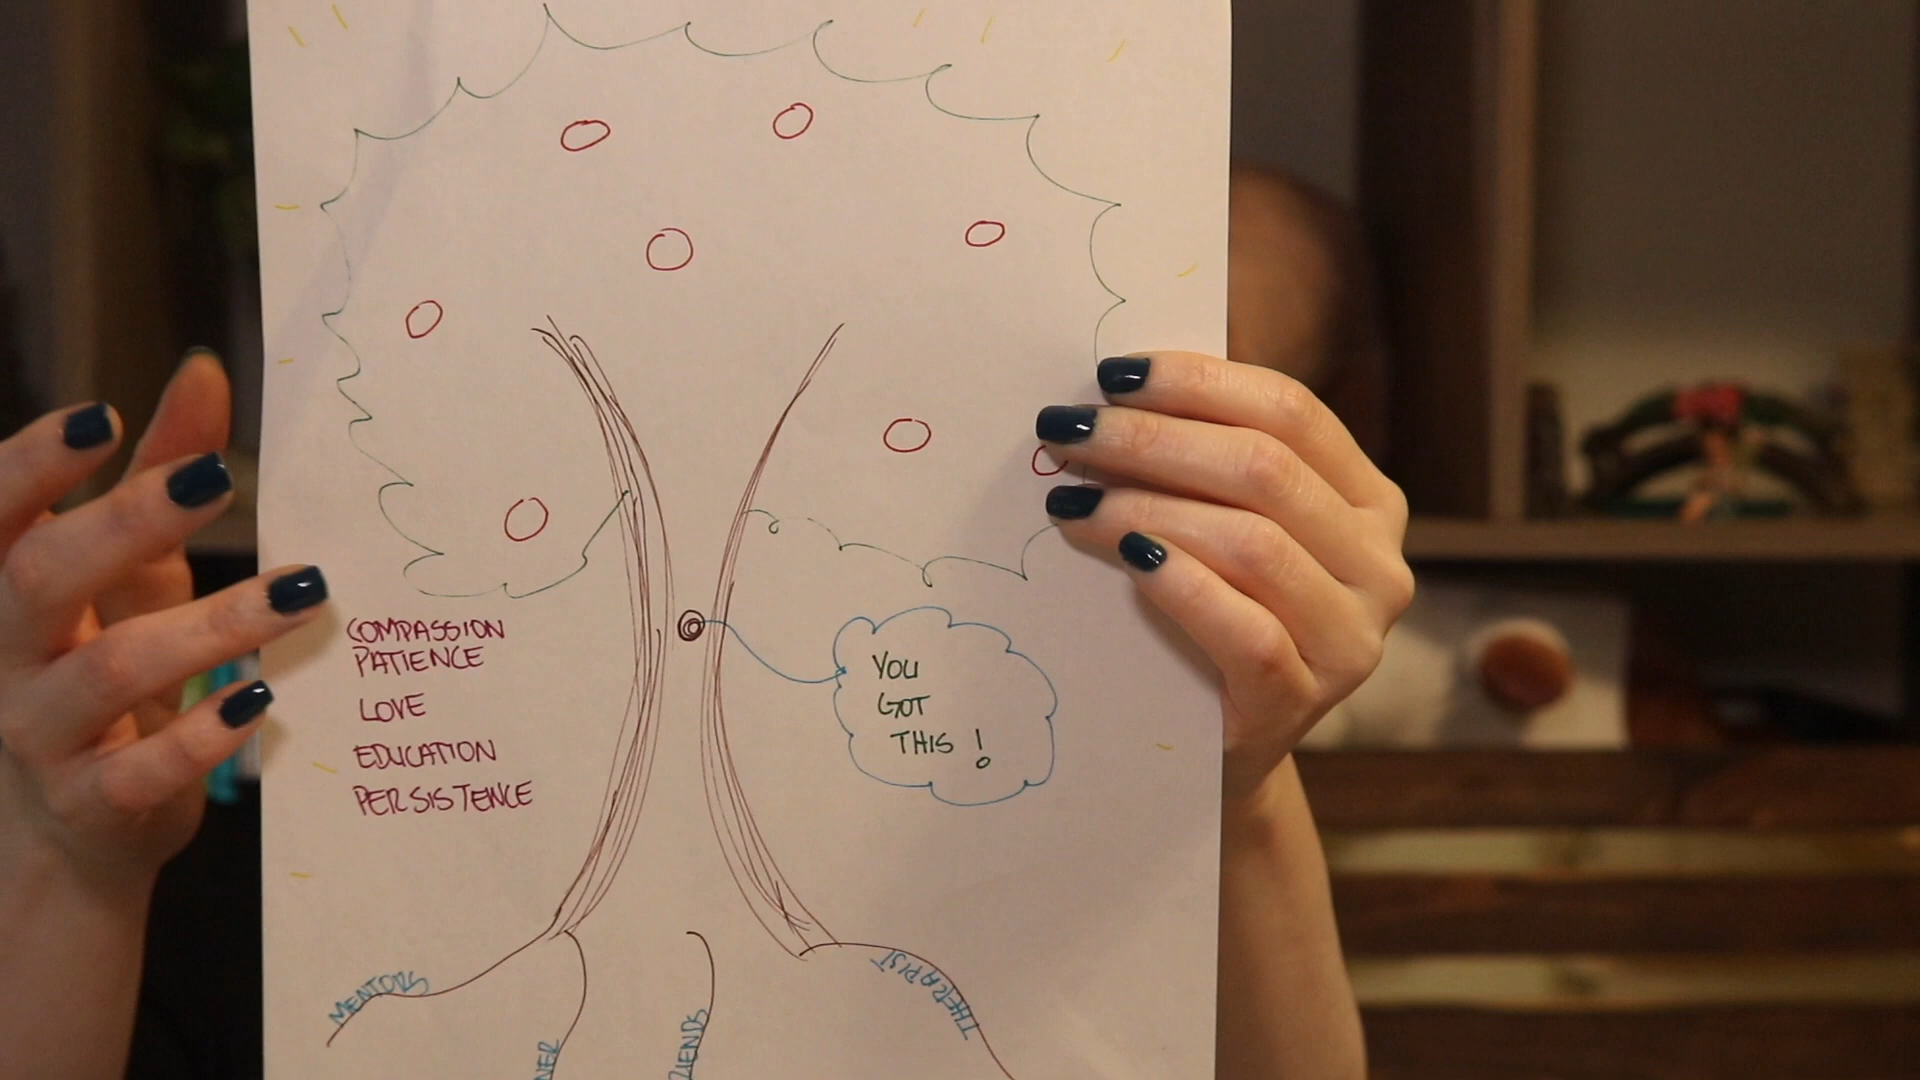 COMPASSION
PATIENCE
LOVE
EDUCATION
PERSISTENCE
YOU
GOT
THIS!
MENTORS
THERAPIST